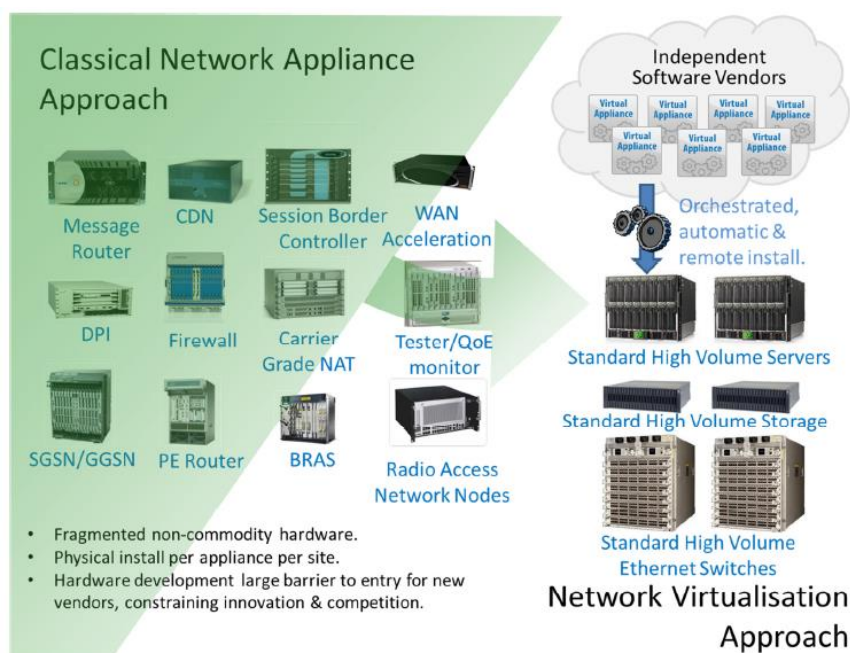 Classical Network Appliance
Approach
Message
Router
CDN
Session Border
Controller
WAN
Acceleration
DPI
Firewall
Carrier
Grade NAT
Tester/QoE
monitor
SGSN/GGSN
PE Router
BRAS
Radio Access
Network Nodes
• Fragmented non-commodity hardware.
• Physical install per appliance per site.
• Hardware development large barrier to entry for new
vendors, constraining innovation & competition.
Independent
Software Vendors
Virtual
Appliance
Virtual
Appliance
Virtual
Appliance
Virtual
Appliance
Virtual
Appliance
Virtual
Appliance
Virtual
Appliance
Orchestrated,
automatic &
remote install.
Standard High Volume Servers
Standard High Volume Storage
Standard High Volume
Ethernet Switches
Network Virtualisation
Approach